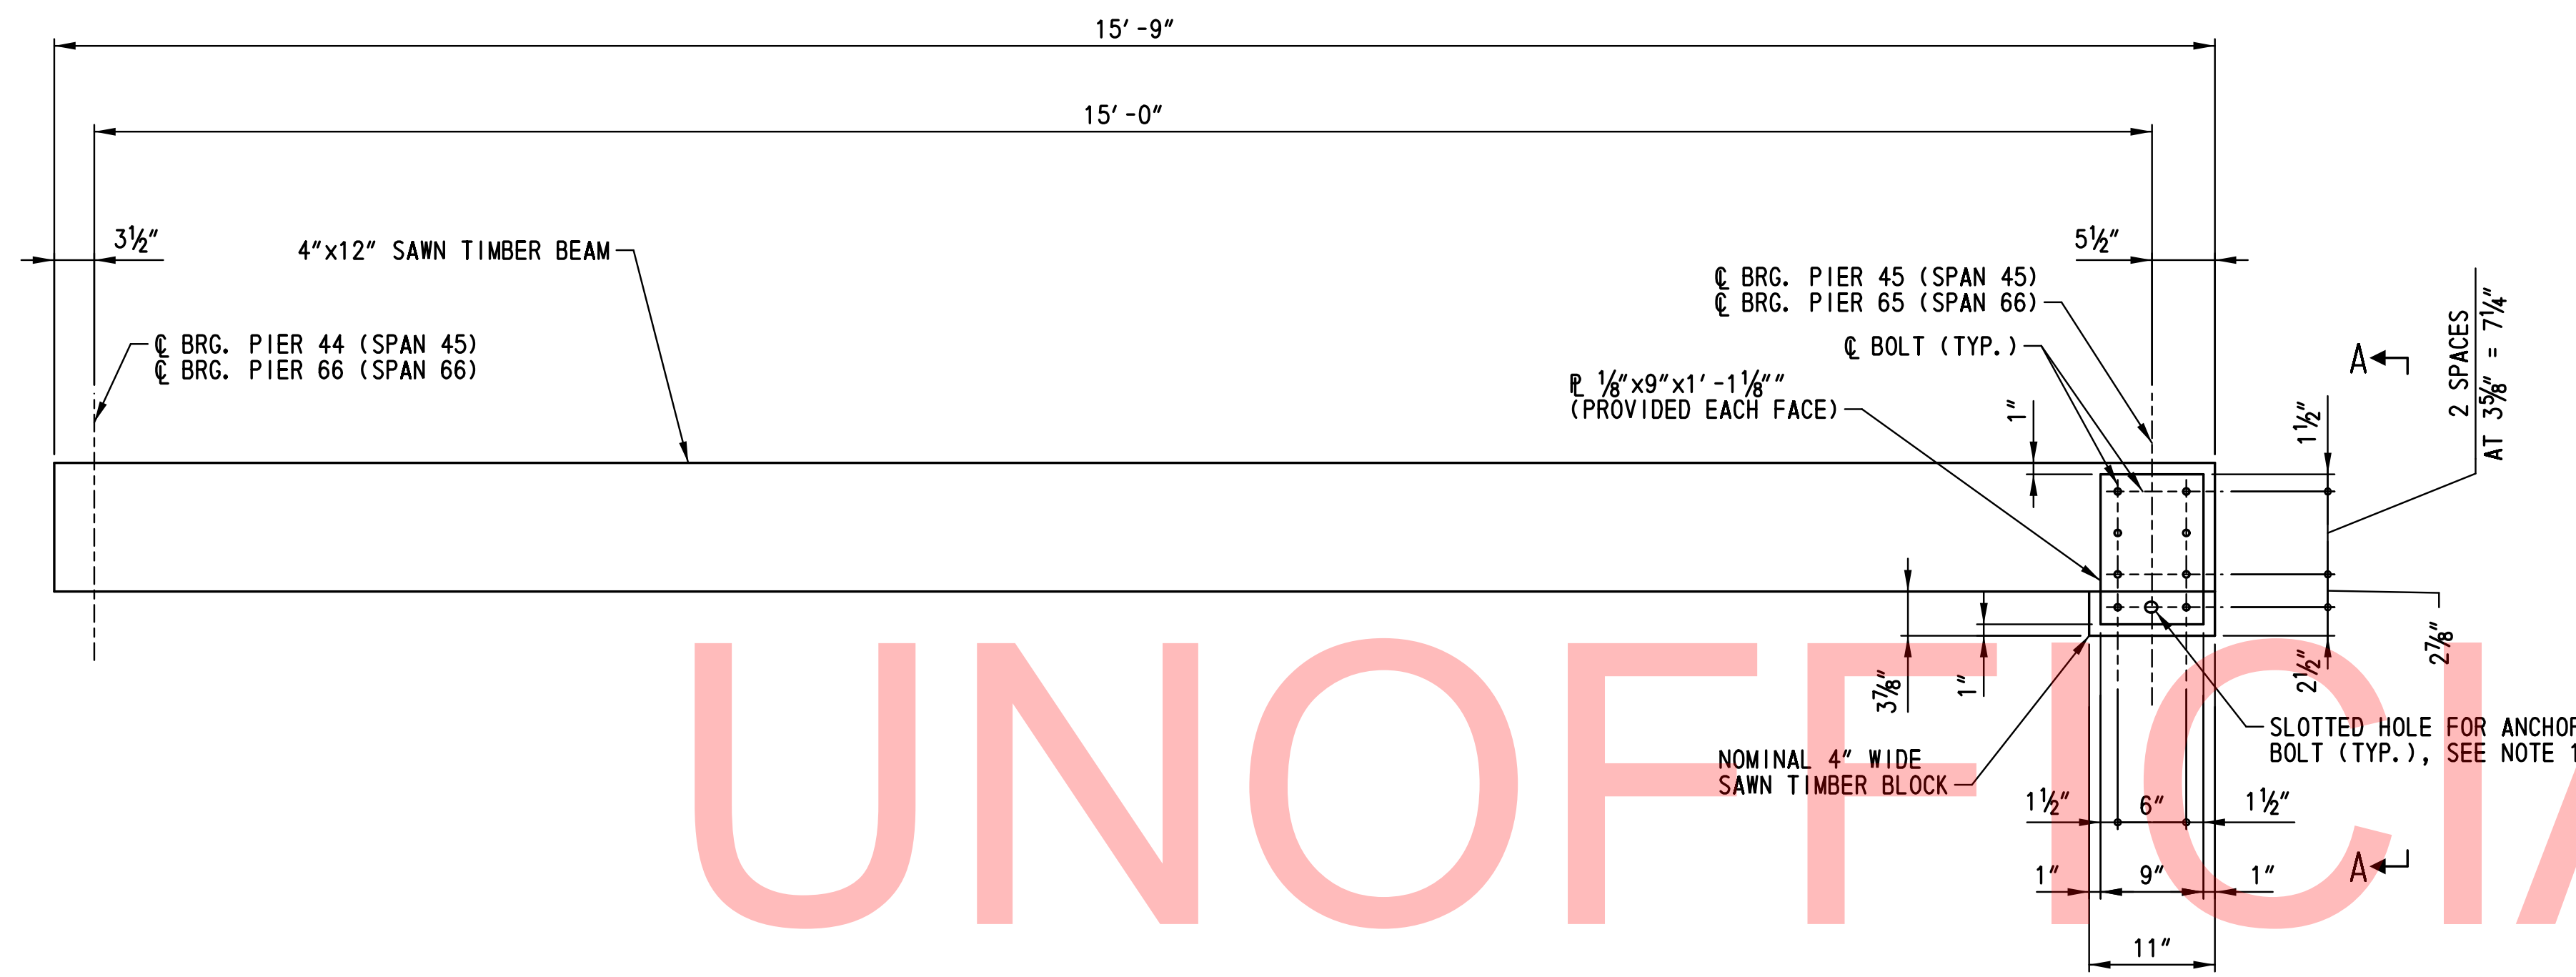 15'-9"
15'-0"
3½"
4"x12" SAWN TIMBER BEAM
5½"
℄ BRG. PIER 45 (SPAN 45)
℄ BRG. PIER 65 (SPAN 66)
℄ BOLT (TYP.)
℄ BRG. PIER 44 (SPAN 45)
℄ BRG. PIER 66 (SPAN 66)
A
2 SPACES
AT 3⅝" = 7¼"
⅊ ⅛"x9"x1'-1⅛""
(PROVIDED EACH FACE)
1"
1½"
3⅞"
1"
2½"
2⅞"
SLOTTED HOLE FOR ANCHOR
BOLT (TYP.), SEE NOTE 1
NOMINAL 4" WIDE
SAWN TIMBER BLOCK
1½"
6"
1½"
A
1"
9"
1"
11"
UNOFFICIA